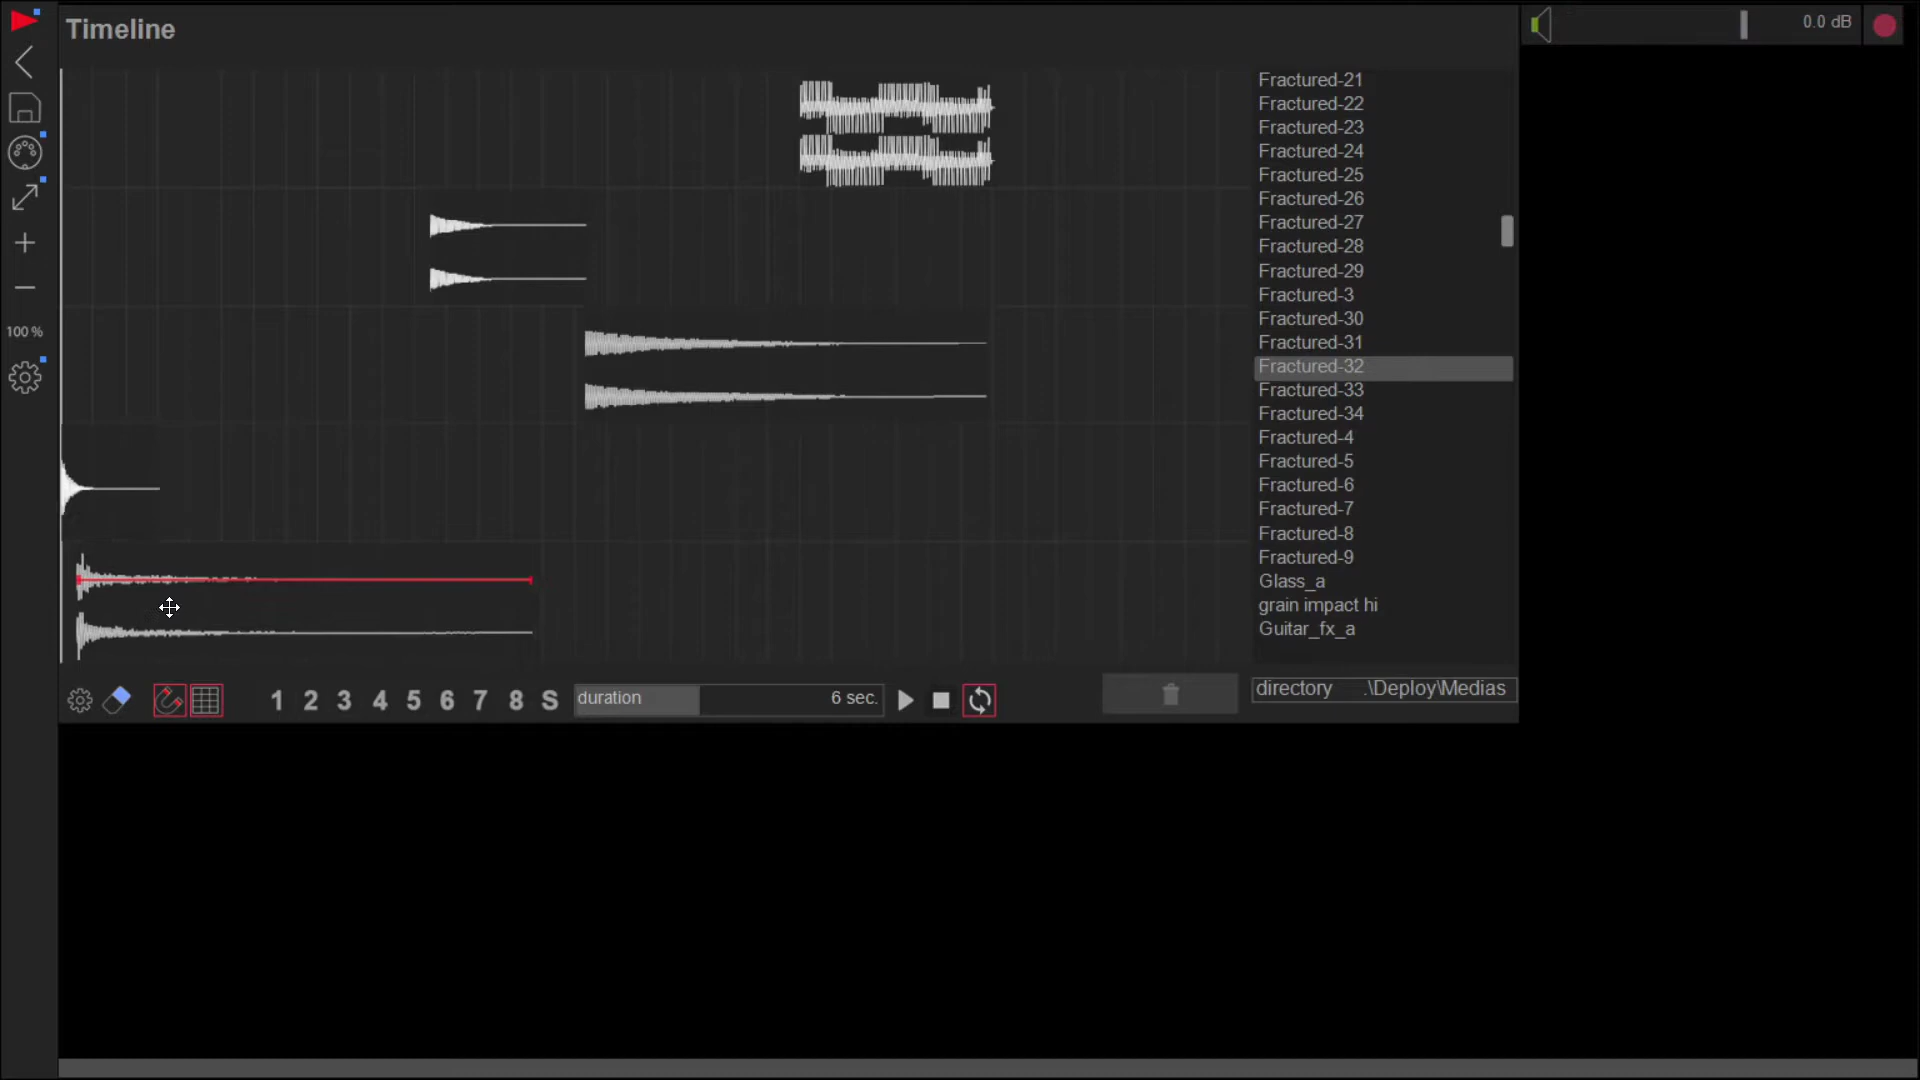 Timeline
0.0 dB
Fractured-21
Fractured-22
Fractured-23
Fractured-24
Fractured-25
Fractured-26
Fractured-27
Fractured-28
Fractured-29
Fractured-3
Fractured-30
Fractured-31
Fractured-32
Fractured-33
Fractured-34
Fractured-4
Fractured-5
Fractured-6
Fractured-7
Fractured-8
Fractured-9
Glass_a
grain impact hi
Guitar_fx_a
100 %
1 2 3 4 5 6 7 8 S
duration 6 sec.
directory .\Deploy\Medias